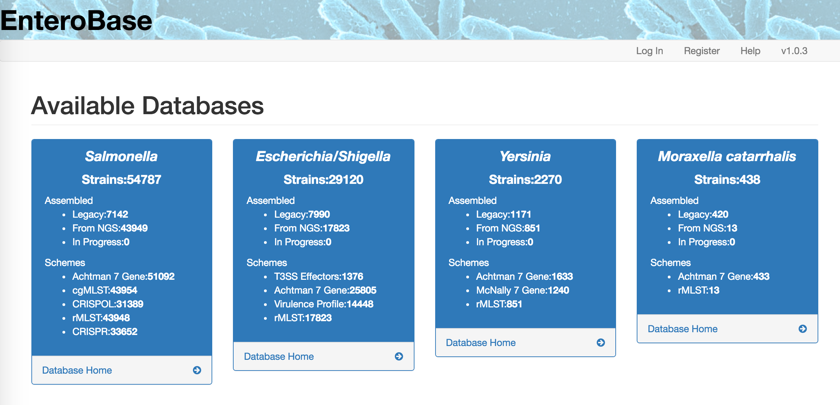 EnteroBase
Log In Register Help v1.0.3
Available Databases
Salmonella
Strains:54787
Assembled
Legacy:7142
From NGS:43949
In Progress:0
Schemes
Achtman 7 Gene:51092
cgMLST:43954
CRISPOL:31389
rMLST:43948
CRISPR:33652
Database Home
Escherichia/Shigella
Strains:29120
Assembled
Legacy:7990
From NGS:17823
In Progress:0
Schemes
T3SS Effectors:1376
Achtman 7 Gene:25805
Virulence Profile:14448
rMLST:17823
Database Home
Yersinia
Strains:2270
Assembled
Legacy:1171
From NGS:851
In Progress:0
Schemes
Achtman 7 Gene:1633
McNally 7 Gene:1240
rMLST:851
Database Home
Moraxella catarrhalis
Strains:438
Assembled
Legacy:420
From NGS:13
In Progress:0
Schemes
Achtman 7 Gene:433
rMLST:13
Database Home